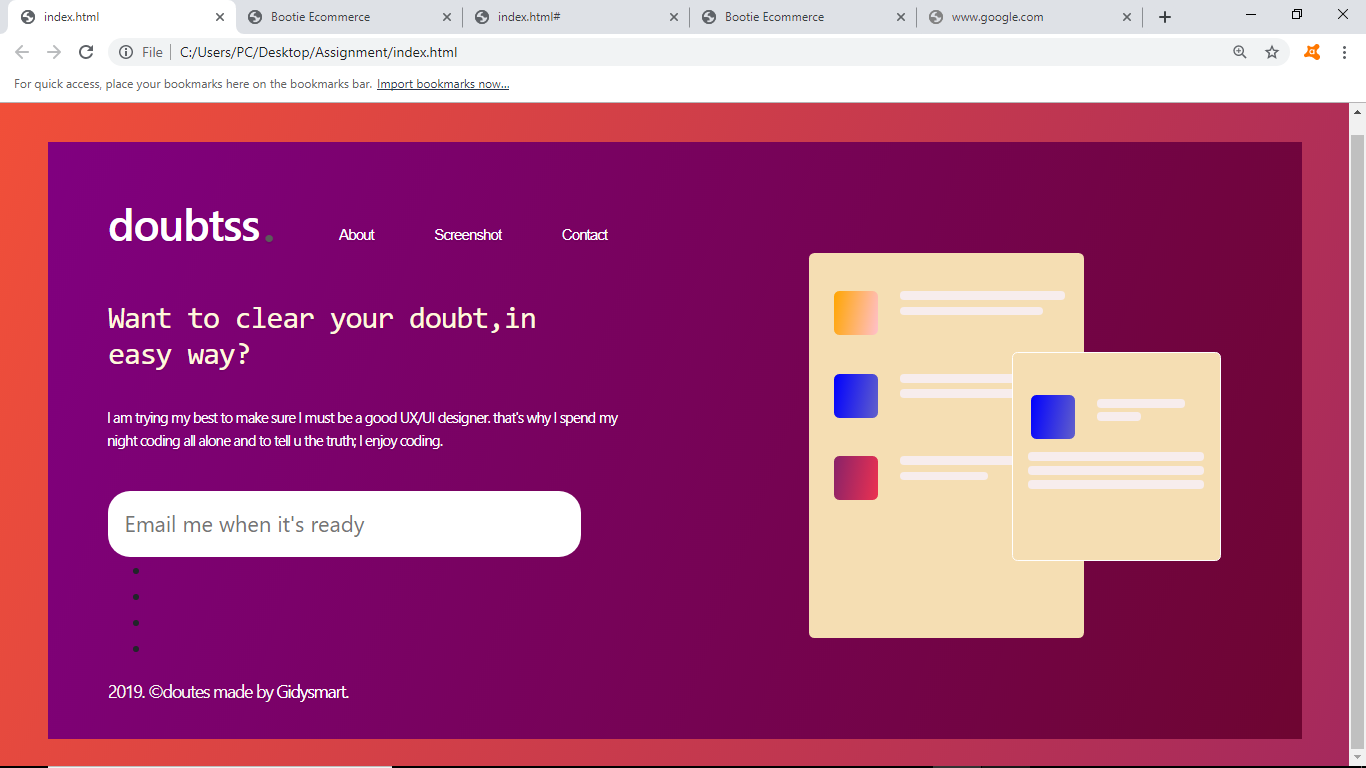 index.html
Bootie Ecommerce
index.html#
Bootie Ecommerce
www.google.com
File
C:/Users/PC/Desktop/Assignment/index.html
For quick access, place your bookmarks here on the bookmarks bar. Import bookmarks now...
doubtss.
About
Screenshot
Contact
Want to clear your doubt,in
easy way?
I am trying my best to make sure I must be a good UX/UI designer. that's why I spend my
night coding all alone and to tell u the truth; I enjoy coding.
Email me when it's ready
2019. ©doutes made by Gidysmart.